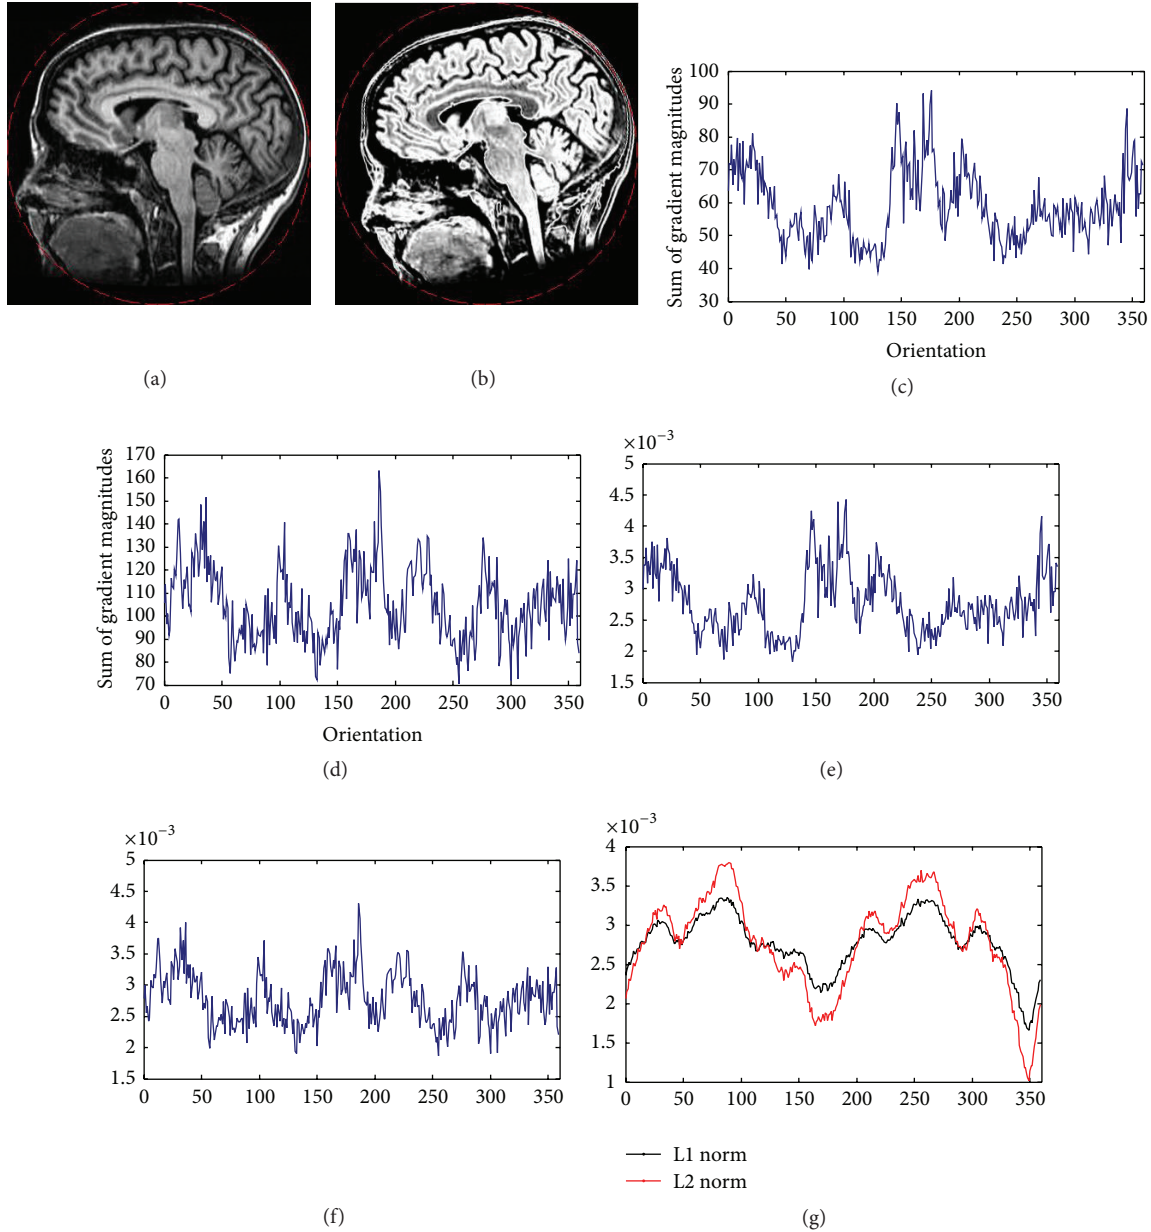 (a)
(b)
Sum of gradient magnitudes
100
90
80
70
60
50
40
30
0 50 100 150 200 250 300 350
Orientation
(c)
Sum of gradient magnitudes
170
160
150
140
130
120
110
100
90
80
70
0 50 100 150 200 250 300 350
Orientation
(d)
×10−3
5
4.5
4
3.5
3
2.5
2
1.5
0 50 100 150 200 250 300 350
(e)
×10−3
5
4.5
4
3.5
3
2.5
2
1.5
0 50 100 150 200 250 300 350
(f)
×10−3
4
3.5
3
2.5
2
1.5
1
0 50 100 150 200 250 300 350
L1 norm
L2 norm
(g)